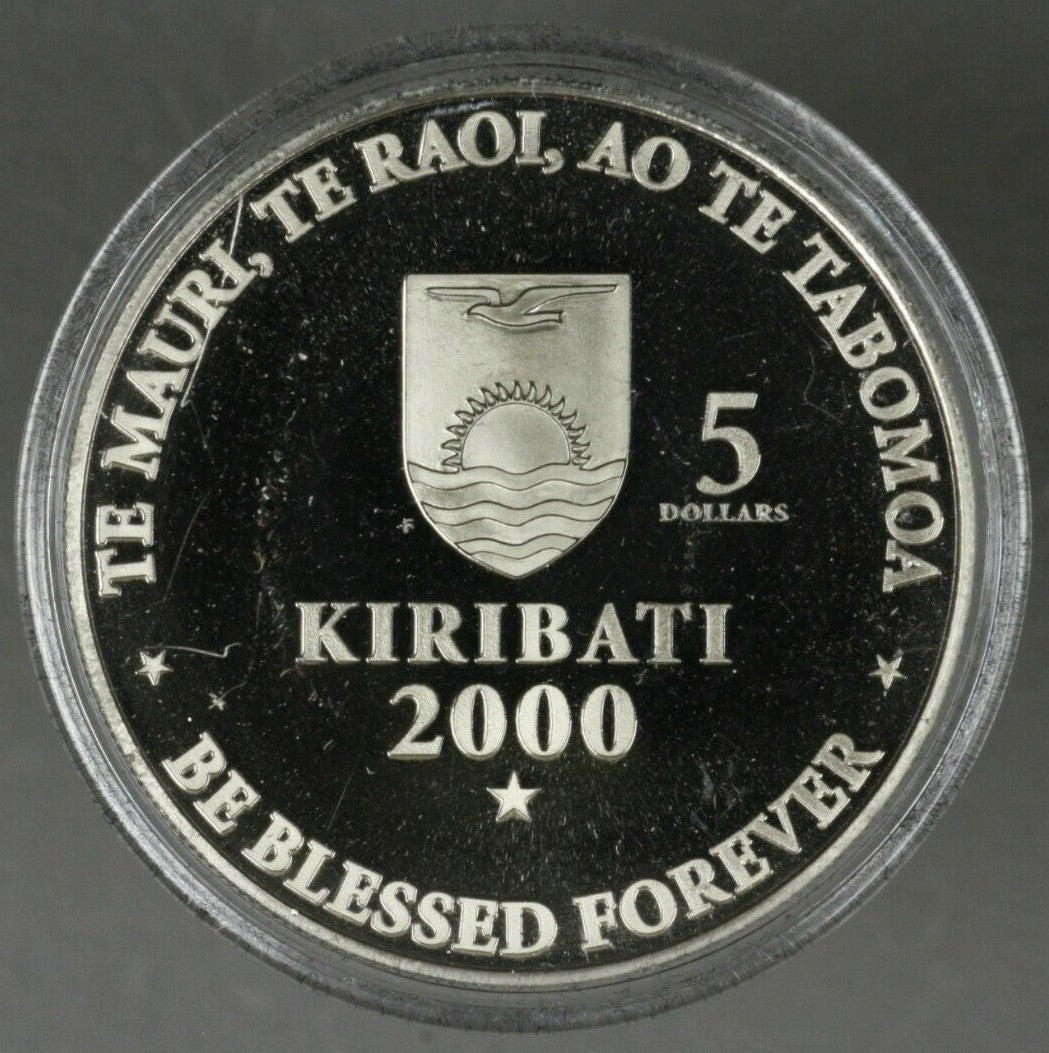 TE MAURI, TE RAOI, AO TE TABOMOA
5
DOLLARS
KIRIBATI
2000
BE BLESSED FOREVER